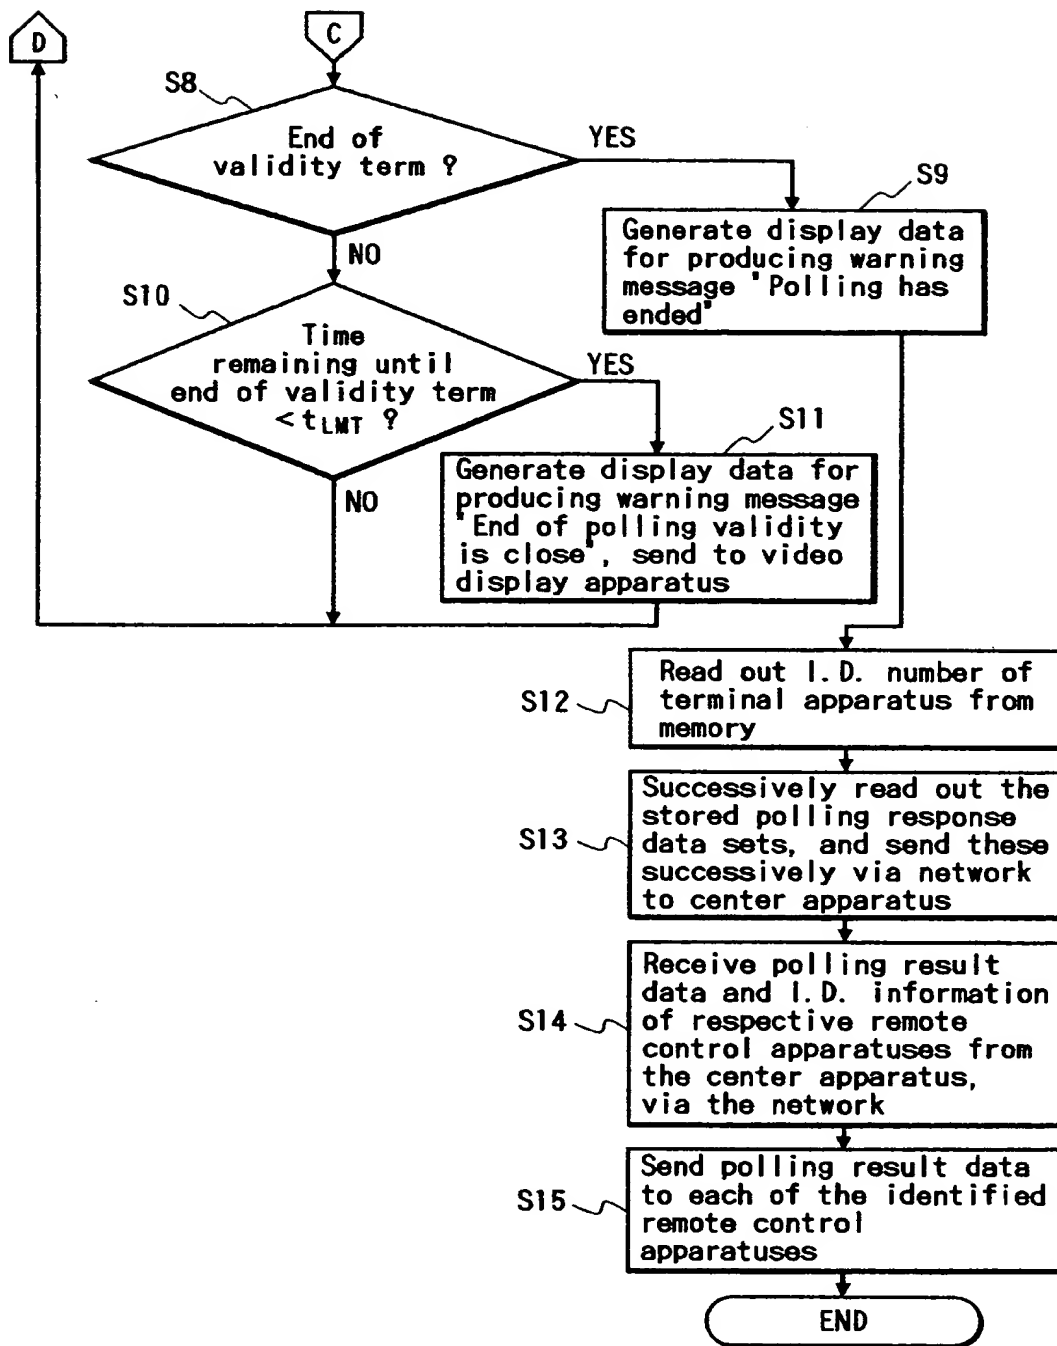 D
C
S8
End of
validity term ?
YES
S9
Generate display data
for producing warning
message "Polling has
ended"
NO
S10
Time
remaining until
end of validity term
<tLMT ?
YES
S11
Generate display data for
producing warning message
"End of polling validity
is close", send to video
display apparatus
NO
S12
Read out I.D. number of
terminal apparatus from
memory
S13
Successively read out the
stored polling response
data sets, and send these
successively via network
to center apparatus
S14
Receive polling result
data and I.D. information
of respective remote
control apparatuses from
the center apparatus,
via the network
S15
Send polling result data
to each of the identified
remote control
apparatuses
END